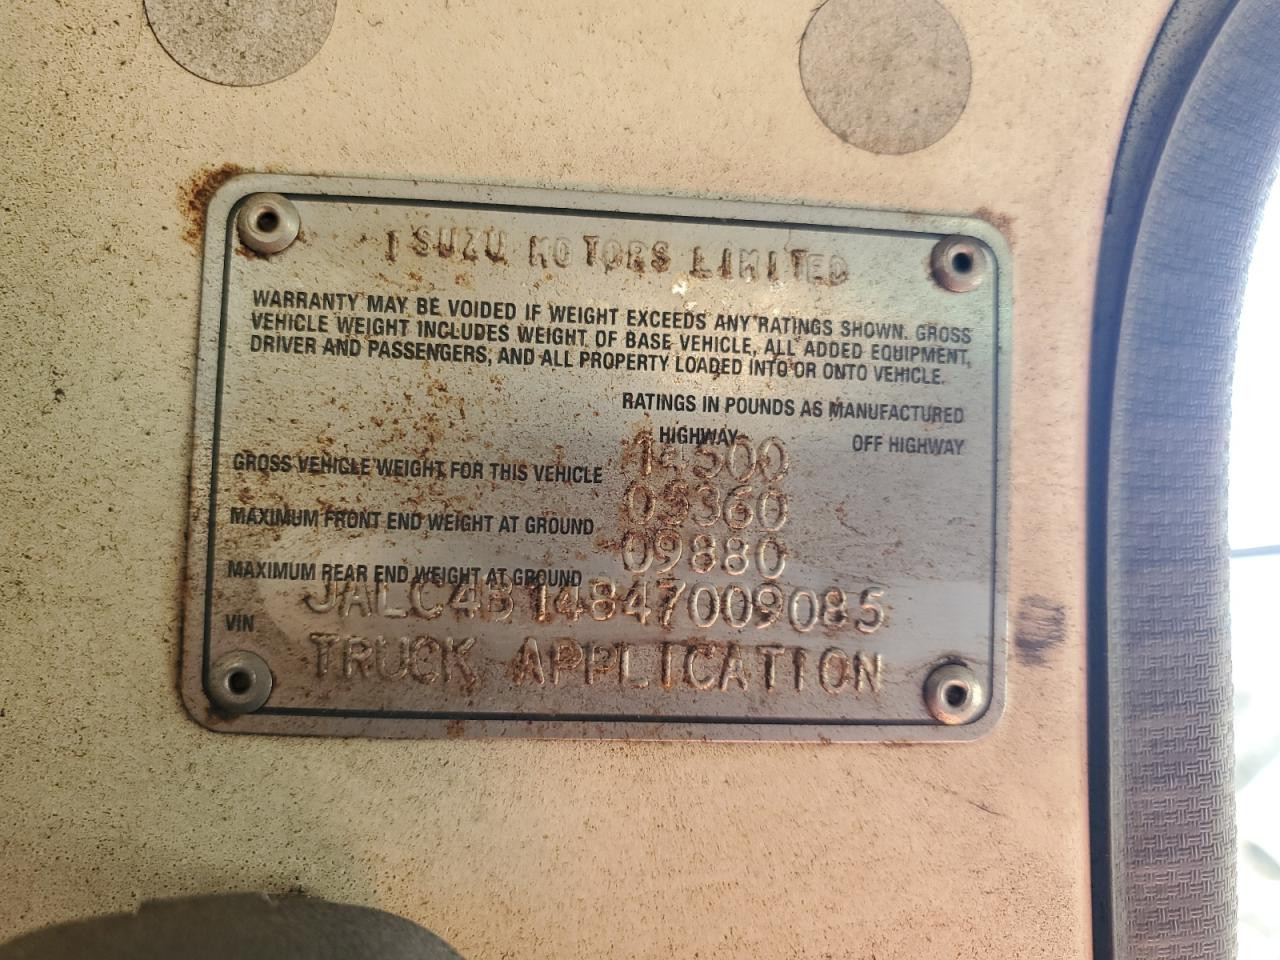 ISUZU MOTORS LIMITED
WARRANTY MAY BE VOIDED IF WEIGHT EXCEEDS ANY RATINGS SHOWN. GROSS
VEHICLE WEIGHT INCLUDES WEIGHT OF BASE VEHICLE, ALL ADDED EQUIPMENT,
DRIVER AND PASSENGERS, AND ALL PROPERTY LOADED INTO OR ONTO VEHICLE.
RATINGS IN POUNDS AS MANUFACTURED
HIGHWAY OFF HIGHWAY
GROSS VEHICLE WEIGHT FOR THIS VEHICLE 14500
MAXIMUM FRONT END WEIGHT AT GROUND 05360
MAXIMUM REAR END WEIGHT AT GROUND 09880
VIN JALC4B14847009085
TRUCK APPLICATION